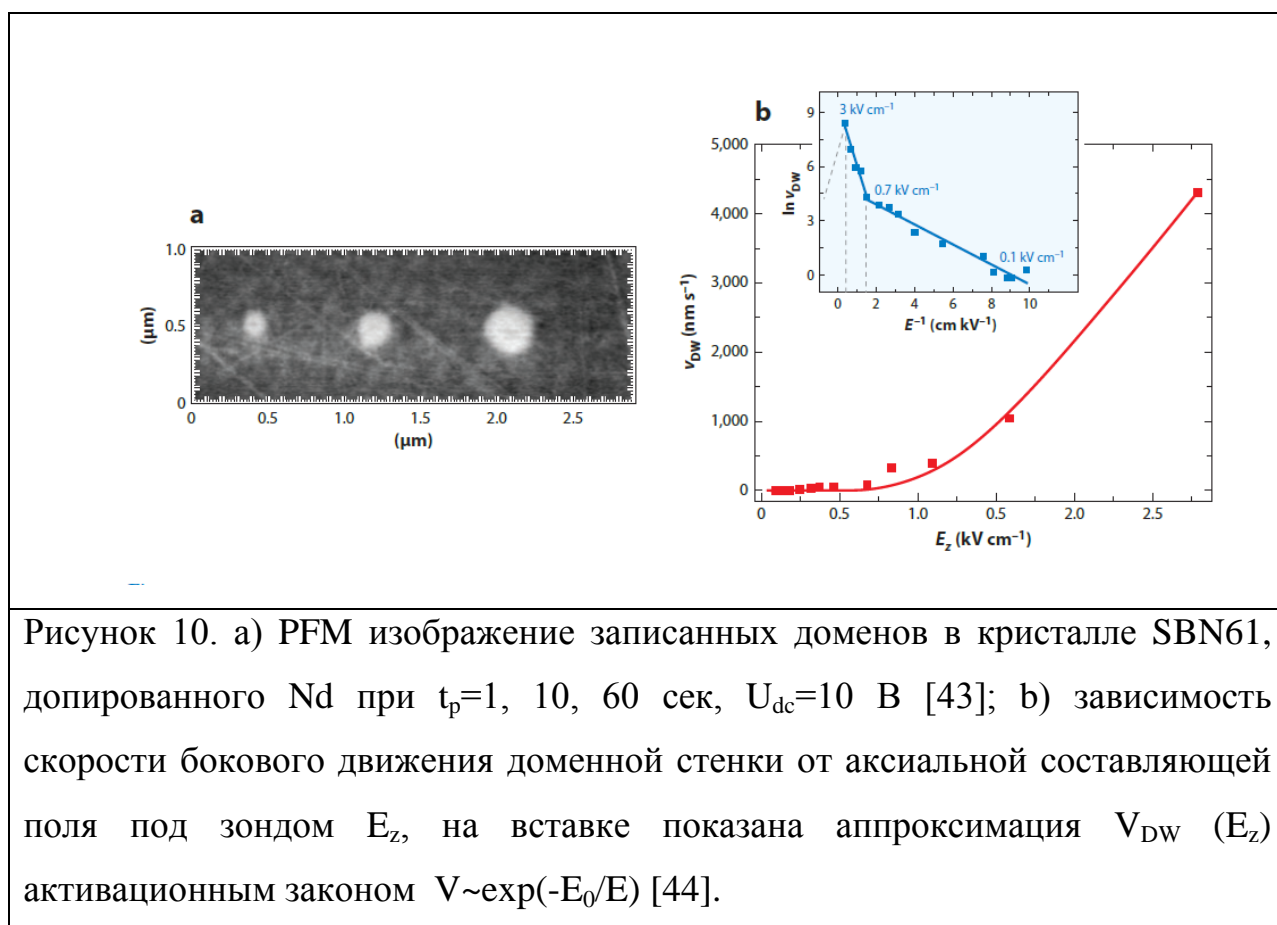 a
1.0
0.5
0
(µm)
0 0.5 1.0 1.5 2.0 2.5
(µm)
b
5,000
4,000
3,000
2,000
1,000
0
v_DW (nm s⁻¹)
0 0.5 1.0 0.5 2.0 2.5
E_z (kV cm⁻¹)
9
6
3
0
ln v_DW
3 kV cm⁻¹
0.7 kV cm⁻¹
0.1 kV cm⁻¹
0 2 4 6 8 10
E⁻¹ (cm kV⁻¹)
Рисунок 10. a) PFM изображение записанных доменов в кристалле SBN61,
допированного Nd при t_p=1, 10, 60 сек, U_dc=10 В [43]; b) зависимость
скорости бокового движения доменной стенки от аксиальной составляющей
поля под зондом E_z, на вставке показана аппроксимация V_DW (E_z)
активационным законом V~exp(-E_0/E) [44].